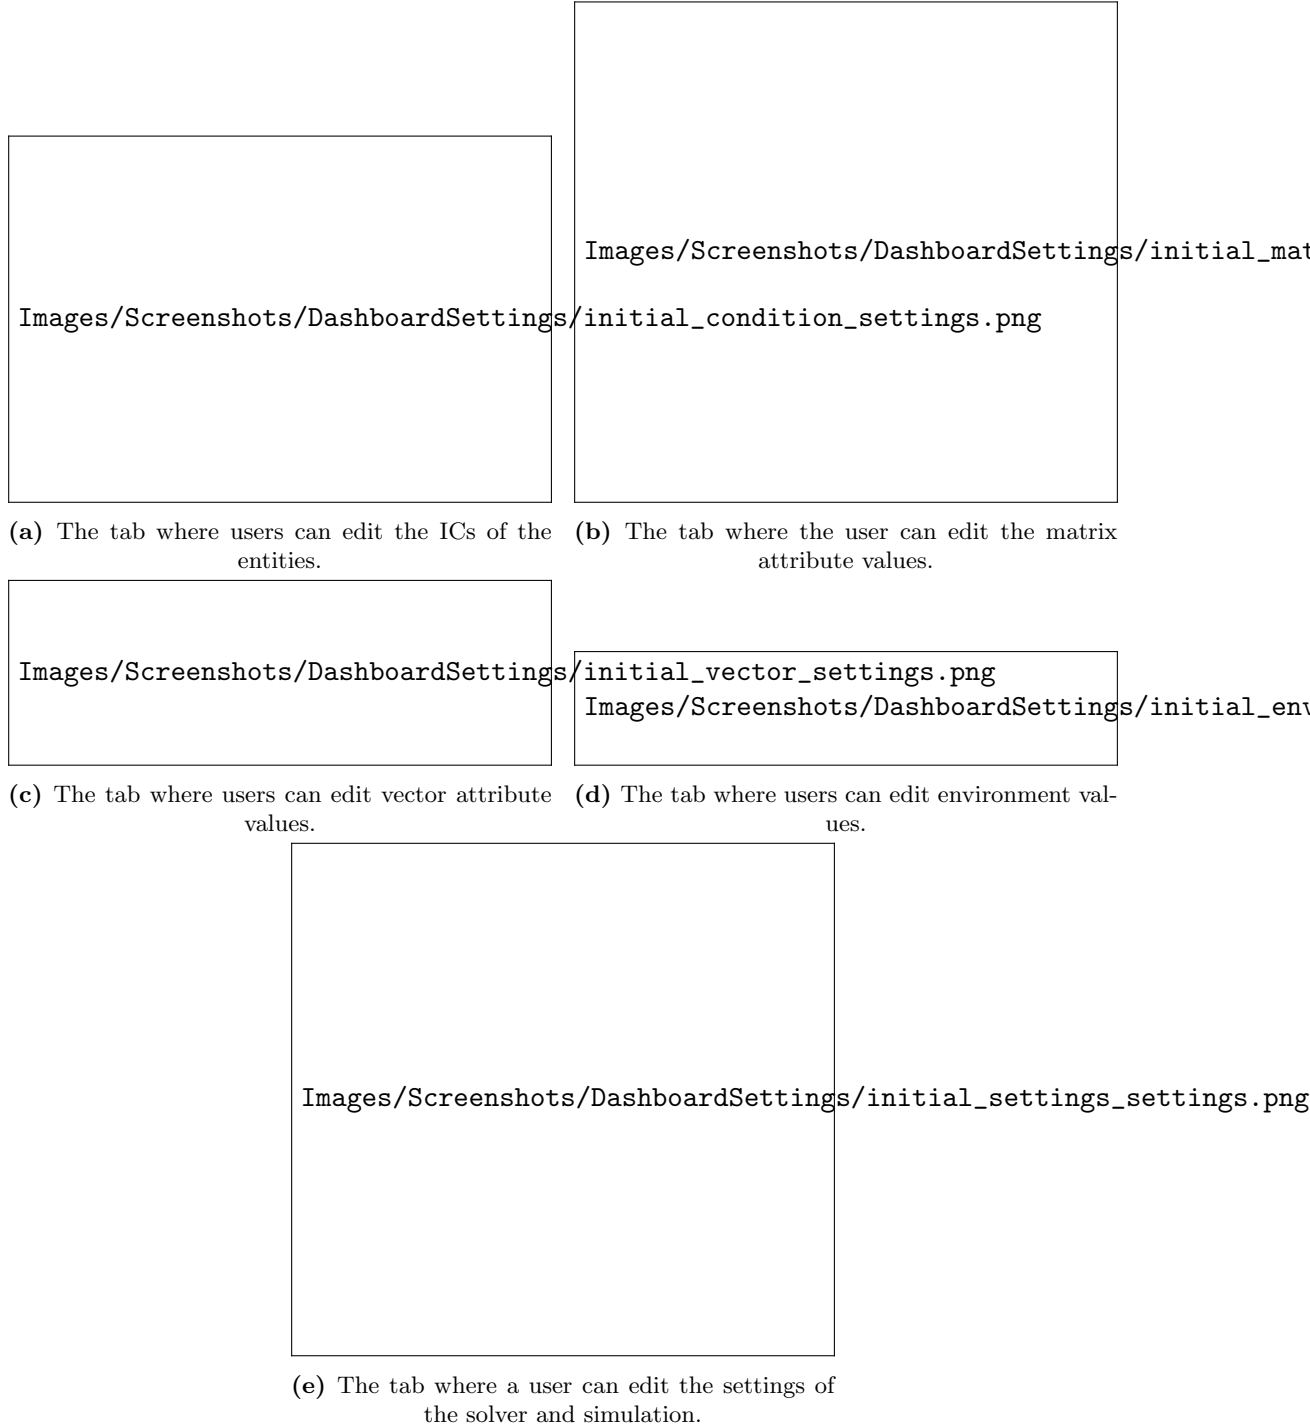 Images/Screenshots/DashboardSettings/initial_condition_settings.png
(a) The tab where users can edit the ICs of the
entities.
Images/Screenshots/DashboardSettings/initial_mat
(b) The tab where the user can edit the matrix
attribute values.
Images/Screenshots/DashboardSettings/initial_vector_settings.png
(c) The tab where users can edit vector attribute
values.
Images/Screenshots/DashboardSettings/initial_env
(d) The tab where users can edit environment val-
ues.
Images/Screenshots/DashboardSettings/initial_settings_settings.png
(e) The tab where a user can edit the settings of
the solver and simulation.